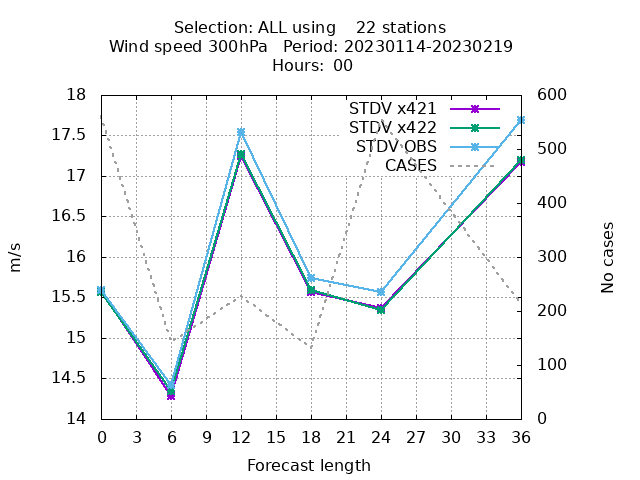 Selection: ALL using    22 stations
Wind speed 300hPa   Period: 20230114-20230219
Hours:  00
18
17.5
17
16.5
16
15.5
15
14.5
14
m/s
STDV x421
STDV x422
STDV OBS
CASES
600
500
400
300
200
100
0
No cases
0 3 6 9 12 15 18 21 24 27 30 33 36
Forecast length